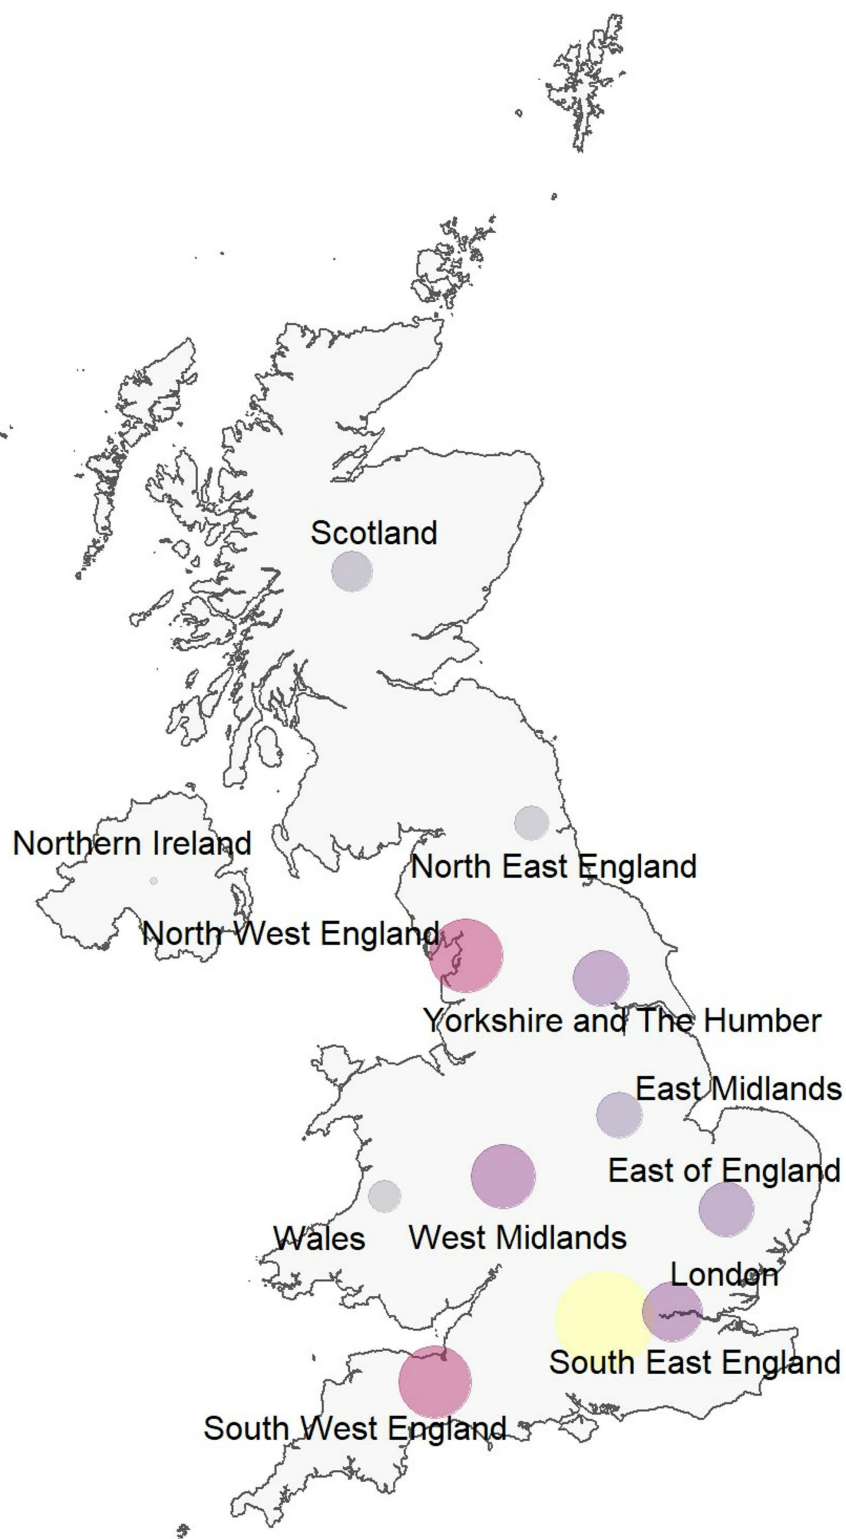 Scotland
Northern Ireland
North East England
North West England
Yorkshire and The Humber
East Midlands
East of England
Wales
West Midlands
London
South East England
South West England